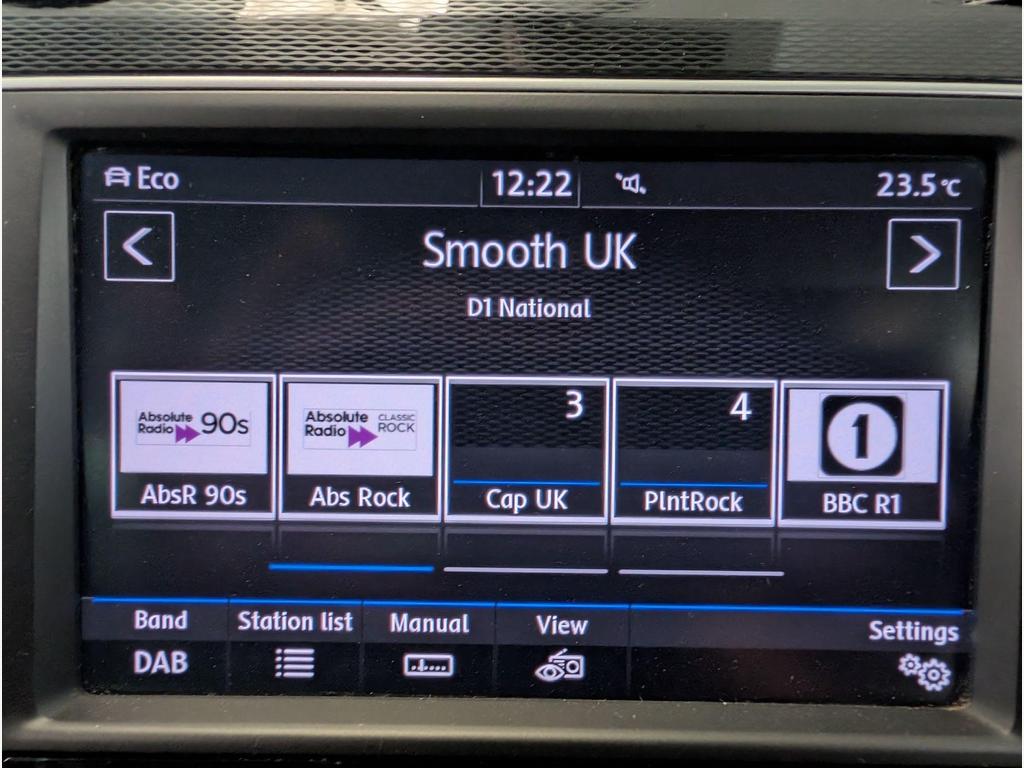 Eco 12:22 23.5°C
Smooth UK
D1 National
Absolute Radio 90s
Absolute Radio CLASSIC ROCK
3
4
1
AbsR 90s
Abs Rock
Cap UK
PlntRock
BBC R1
Band
Station list
Manual
View
Settings
DAB